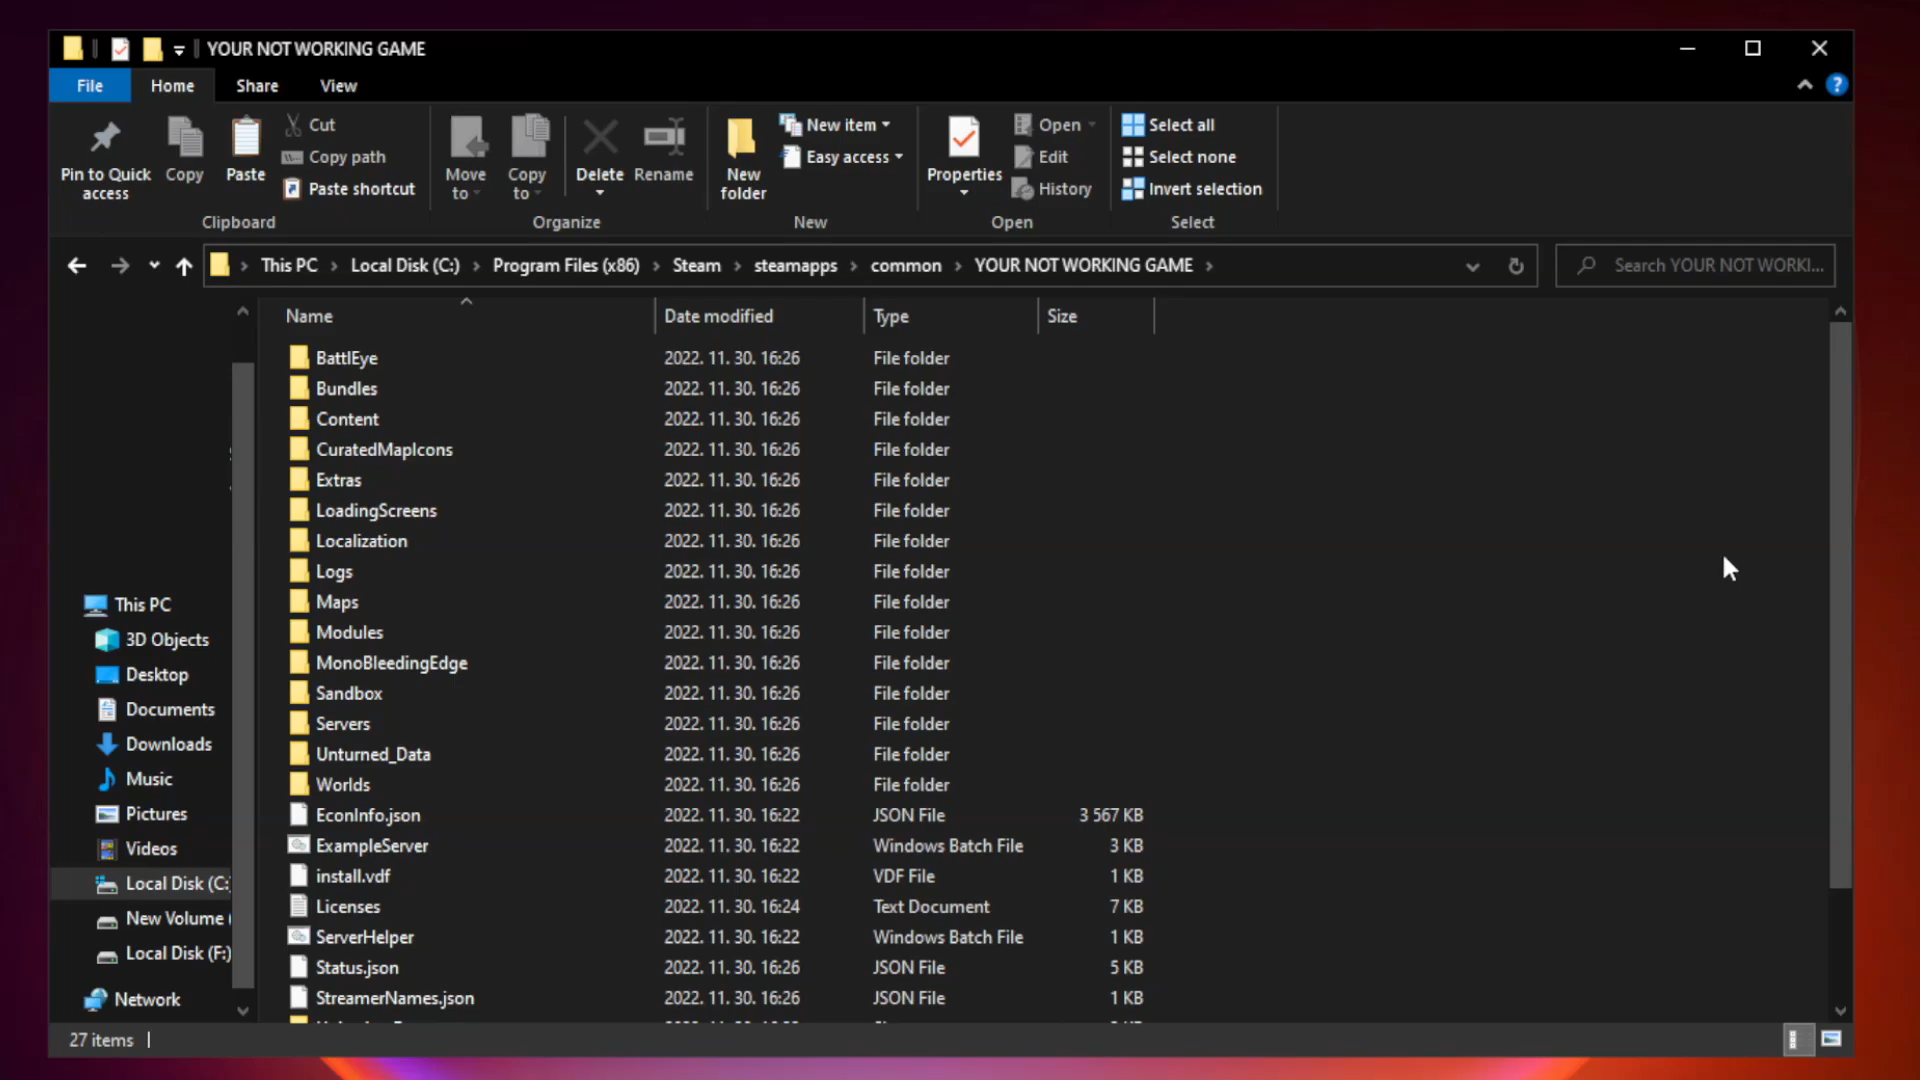 YOUR NOT WORKING GAME
File Home Share View
Pin to Quick access
Copy
Paste
Cut
Copy path
Paste shortcut
Clipboard
Move to
Copy to
Delete
Rename
Organize
New folder
New item
Easy access
New
Properties
Open
Edit
History
Open
Select all
Select none
Invert selection
Select
This PC Local Disk (C:) Program Files (x86) Steam steamapps common YOUR NOT WORKING GAME
Search YOUR NOT WORKI...
Name Date modified Type Size
BattlEye 2022. 11. 30. 16:26 File folder
Bundles 2022. 11. 30. 16:26 File folder
Content 2022. 11. 30. 16:26 File folder
CuratedMapIcons 2022. 11. 30. 16:26 File folder
Extras 2022. 11. 30. 16:26 File folder
LoadingScreens 2022. 11. 30. 16:26 File folder
Localization 2022. 11. 30. 16:26 File folder
Logs 2022. 11. 30. 16:26 File folder
Maps 2022. 11. 30. 16:26 File folder
Modules 2022. 11. 30. 16:26 File folder
MonoBleedingEdge 2022. 11. 30. 16:26 File folder
Sandbox 2022. 11. 30. 16:26 File folder
Servers 2022. 11. 30. 16:26 File folder
Unturned_Data 2022. 11. 30. 16:26 File folder
Worlds 2022. 11. 30. 16:26 File folder
EconInfo.json 2022. 11. 30. 16:22 JSON File 3 567 KB
ExampleServer 2022. 11. 30. 16:22 Windows Batch File 3 KB
install.vdf 2022. 11. 30. 16:22 VDF File 1 KB
Licenses 2022. 11. 30. 16:24 Text Document 7 KB
ServerHelper 2022. 11. 30. 16:22 Windows Batch File 1 KB
Status.json 2022. 11. 30. 16:26 JSON File 5 KB
StreamerNames.json 2022. 11. 30. 16:26 JSON File 1 KB
This PC
3D Objects
Desktop
Documents
Downloads
Music
Pictures
Videos
Local Disk (C:
New Volume (
Local Disk (F:)
Network
27 items